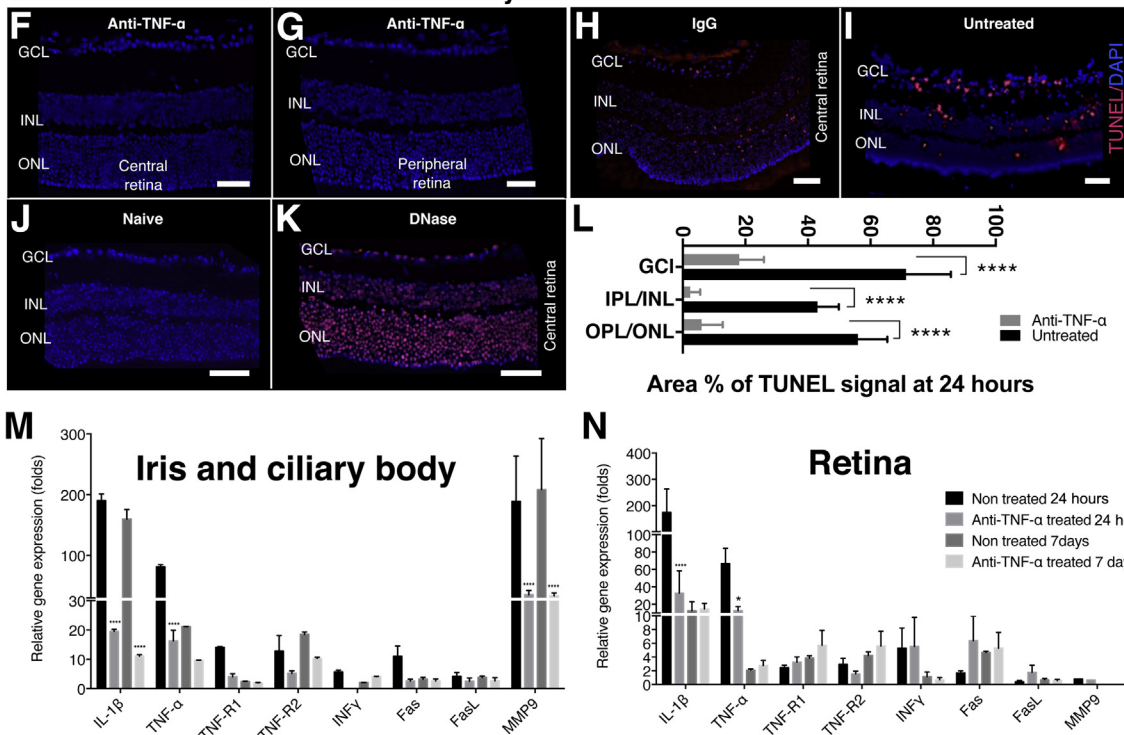 F
Anti-TNF-α
GCL
INL
ONL
Central
retina
G
Anti-TNF-α
GCL
INL
ONL
Peripheral
retina
H
IgG
GCL
INL
ONL
Central retina
I
Untreated
GCL
INL
ONL
TUNEL/DAPI
J
Naive
GCL
INL
ONL
K
DNase
GCL
INL
ONL
Central retina
L
0 20 40 60 80 100
GCl
****
IPL/INL
****
OPL/ONL
****
Anti-TNF-α
Untreated
Area % of TUNEL signal at 24 hours
M
Iris and ciliary body
Relative gene expression (folds)
300
200
100
30
20
10
0
**** **** **** **** ****
IL-1β TNF-α TNF-R1 TNF-R2 INFγ Fas FasL MMP9
N
Retina
Relative gene expression (folds)
400
300
200
100
80
60
40
20
10
8
6
4
2
0
**** *
Non treated 24 hours
Anti-TNF-α treated 24 h
Non treated 7days
Anti-TNF-α treated 7 da
IL-1β TNF-α TNF-R1 TNF-R2 INFγ Fas FasL MMP9